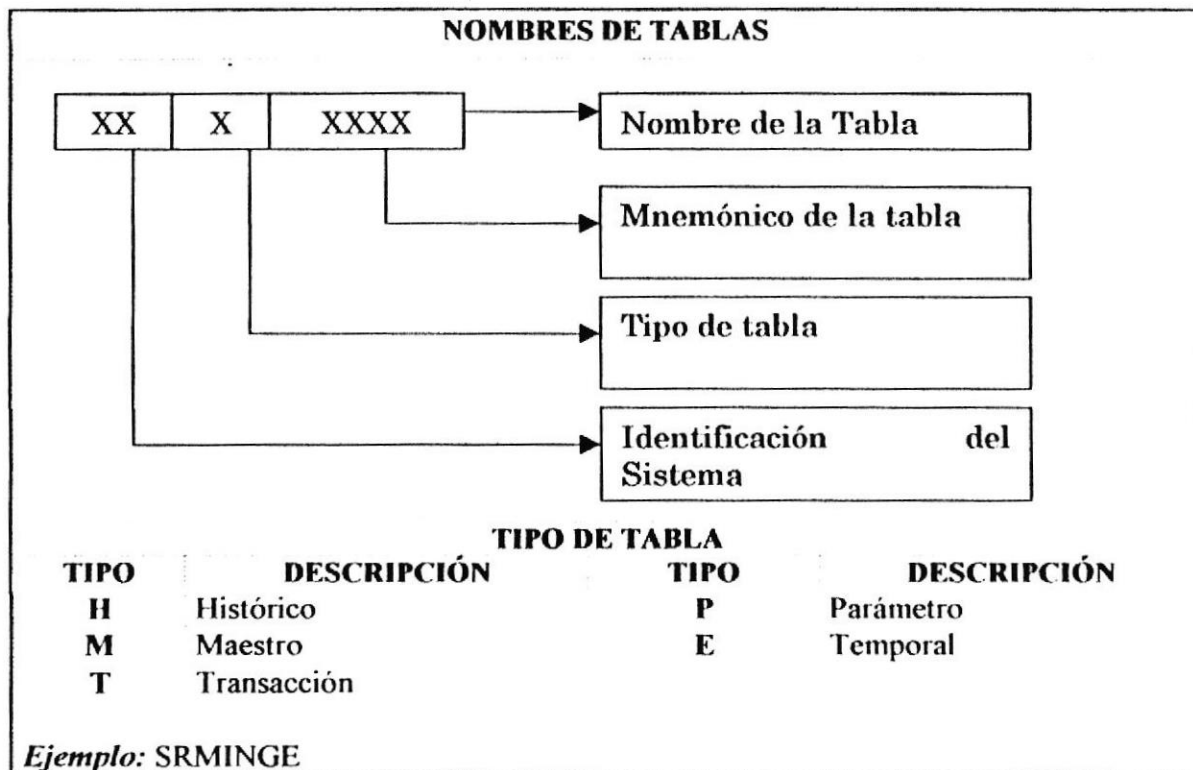 NOMBRES DE TABLAS
XX X XXXX
Nombre de la Tabla
Mnemónico de la tabla
Tipo de tabla
Identificación del
Sistema
TIPO DE TABLA
TIPO DESCRIPCIÓN TIPO DESCRIPCIÓN
H Histórico P Parámetro
M Maestro E Temporal
T Transacción
Ejemplo: SRMINGE